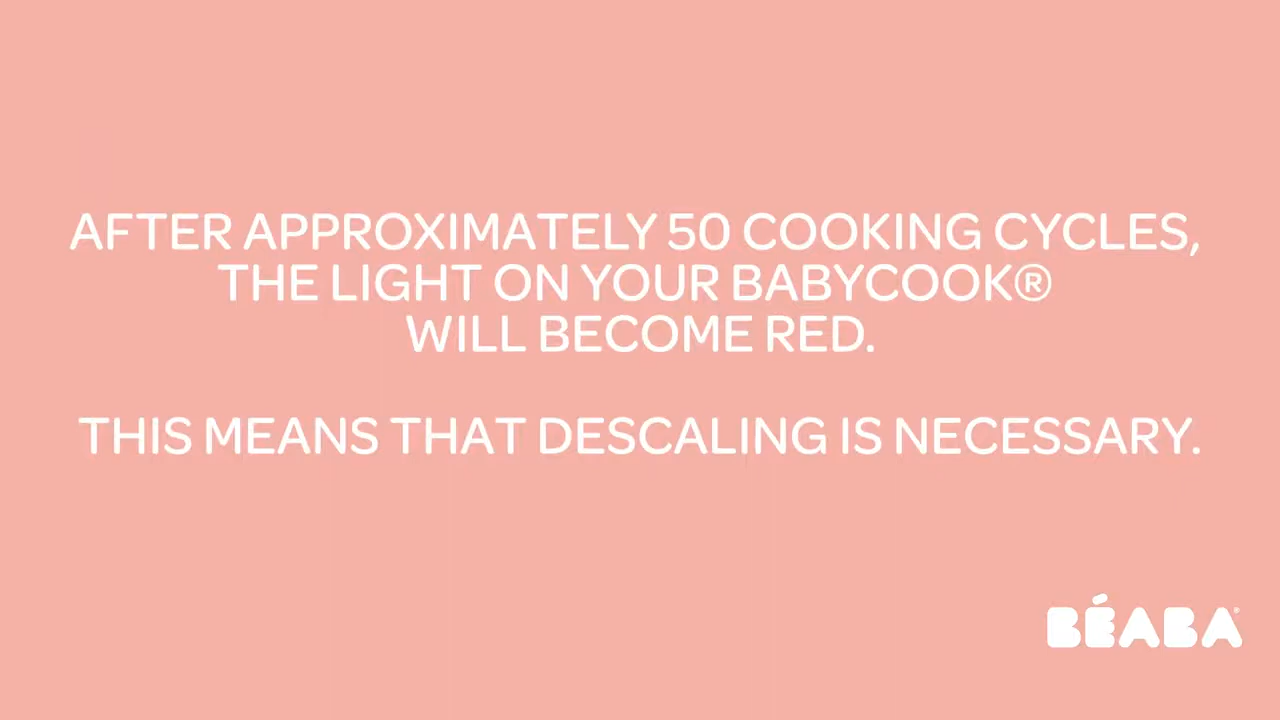 AFTER APPROXIMATELY 50 COOKING CYCLES,
THE LIGHT ON YOUR BABYCOOK®
WILL BECOME RED.
THIS MEANS THAT DESCALING IS NECESSARY.
BÉABA®